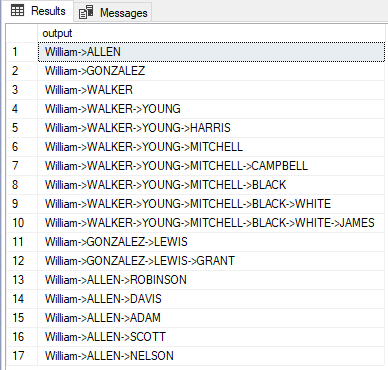 Results Messages
output
1 William->ALLEN
2 William->GONZALEZ
3 William->WALKER
4 William->WALKER->YOUNG
5 William->WALKER->YOUNG->HARRIS
6 William->WALKER->YOUNG->MITCHELL
7 William->WALKER->YOUNG->MITCHELL->CAMPBELL
8 William->WALKER->YOUNG->MITCHELL->BLACK
9 William->WALKER->YOUNG->MITCHELL->BLACK->WHITE
10 William->WALKER->YOUNG->MITCHELL->BLACK->WHITE->JAMES
11 William->GONZALEZ->LEWIS
12 William->GONZALEZ->LEWIS->GRANT
13 William->ALLEN->ROBINSON
14 William->ALLEN->DAVIS
15 William->ALLEN->ADAM
16 William->ALLEN->SCOTT
17 William->ALLEN->NELSON